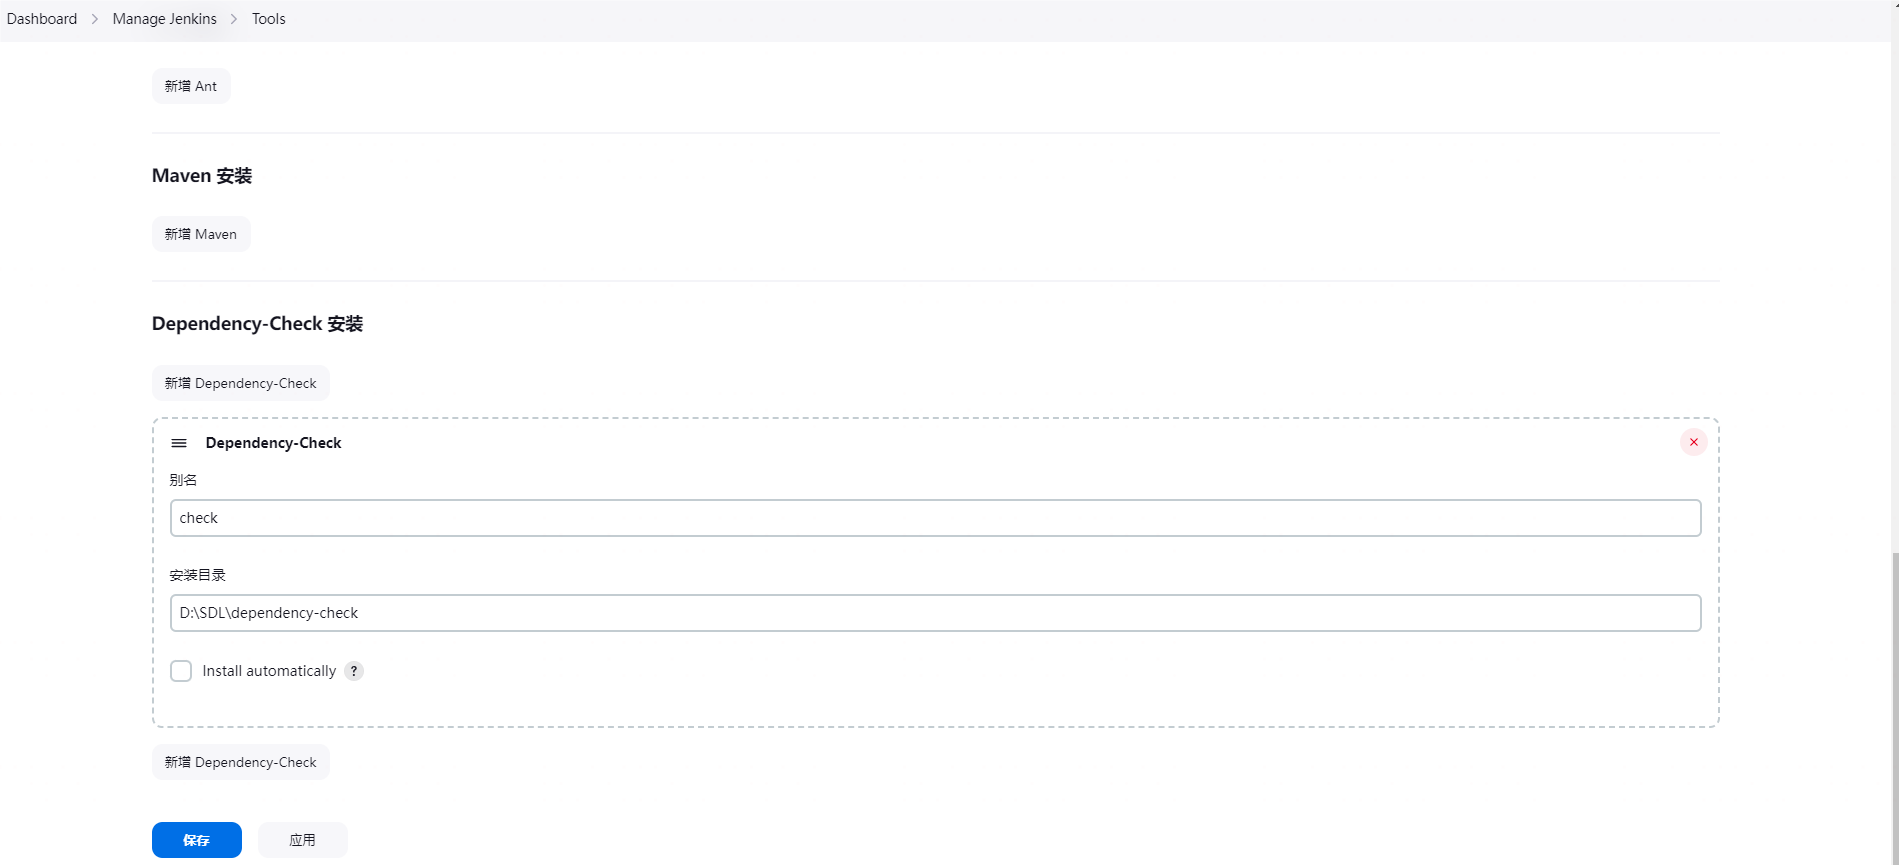 Dashboard > Manage Jenkins > Tools
新增 Ant
Maven 安装
新增 Maven
Dependency-Check 安装
新增 Dependency-Check
Dependency-Check
别名
check
安装目录
D:\SDL\dependency-check
Install automatically ?
新增 Dependency-Check
保存 应用